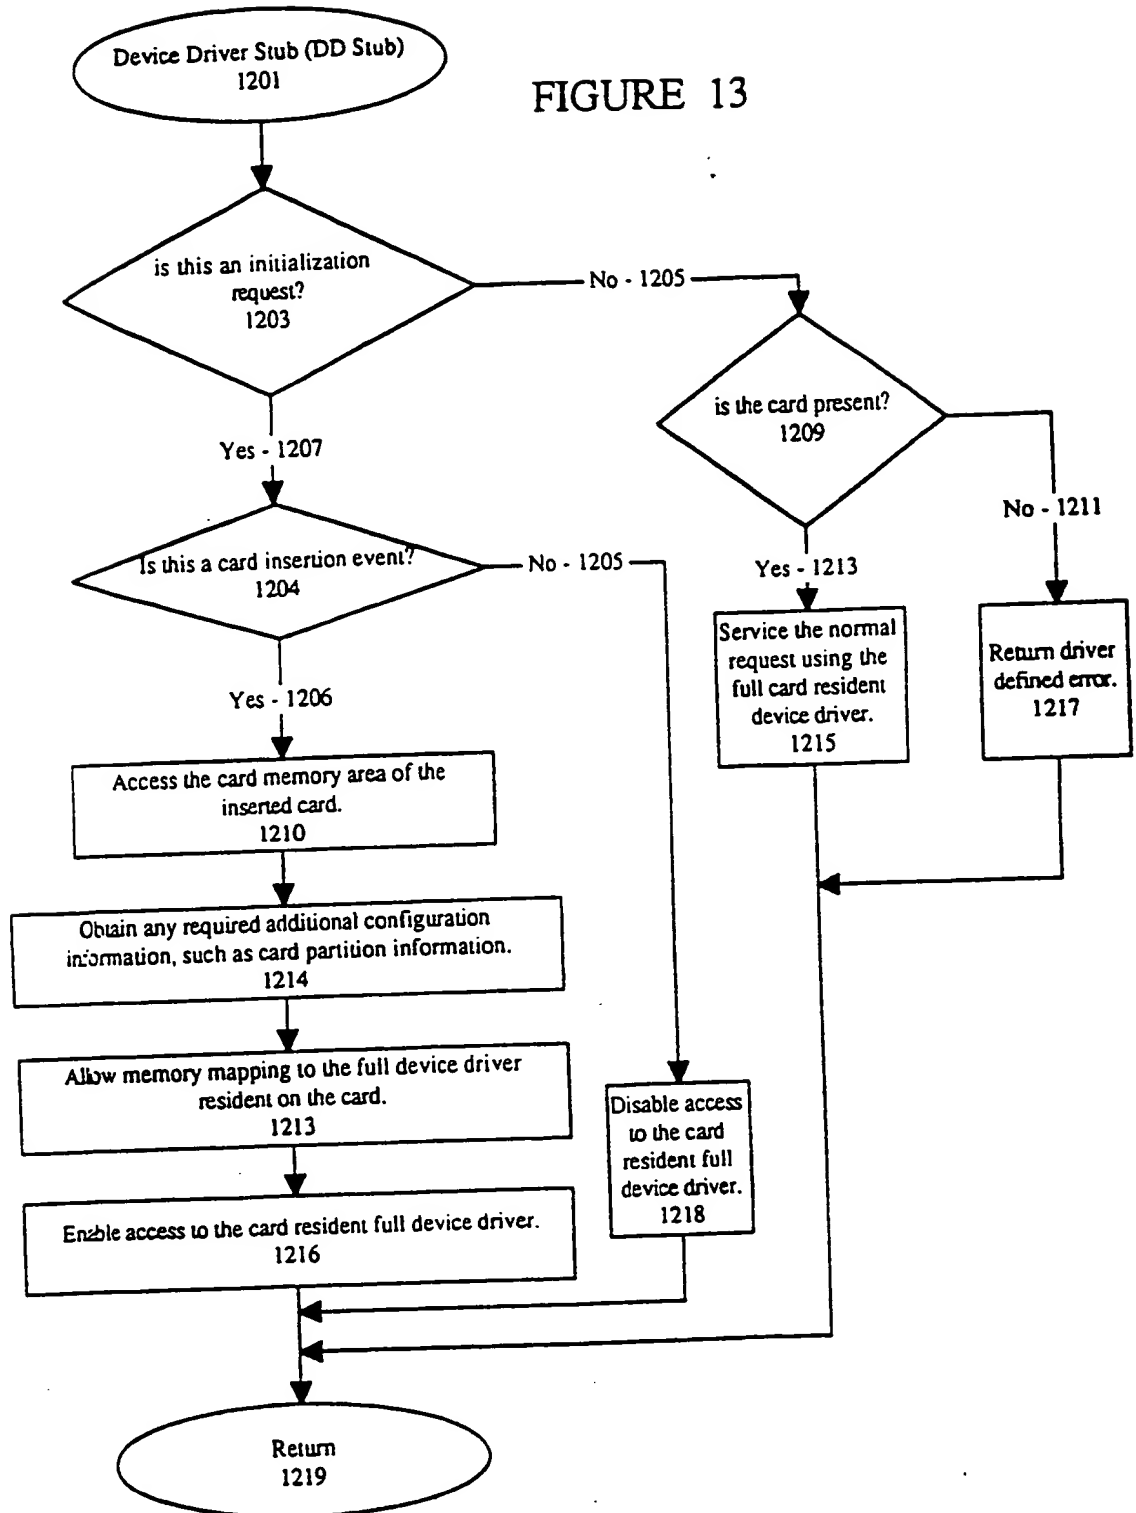 Device Driver Stub (DD Stub)
1201
FIGURE 13
is this an initialization
request?
1203
No - 1205
is the card present?
1209
Yes - 1207
No - 1211
Is this a card insertion event?
1204
No - 1205
Yes - 1213
Service the normal
request using the
full card resident
device driver.
1215
Return driver
defined error.
1217
Yes - 1206
Access the card memory area of the
inserted card.
1210
Obtain any required additional configuration
information, such as card partition information.
1214
Allow memory mapping to the full device driver
resident on the card.
1213
Disable access
to the card
resident full
device driver.
1218
Enable access to the card resident full device driver.
1216
Return
1219